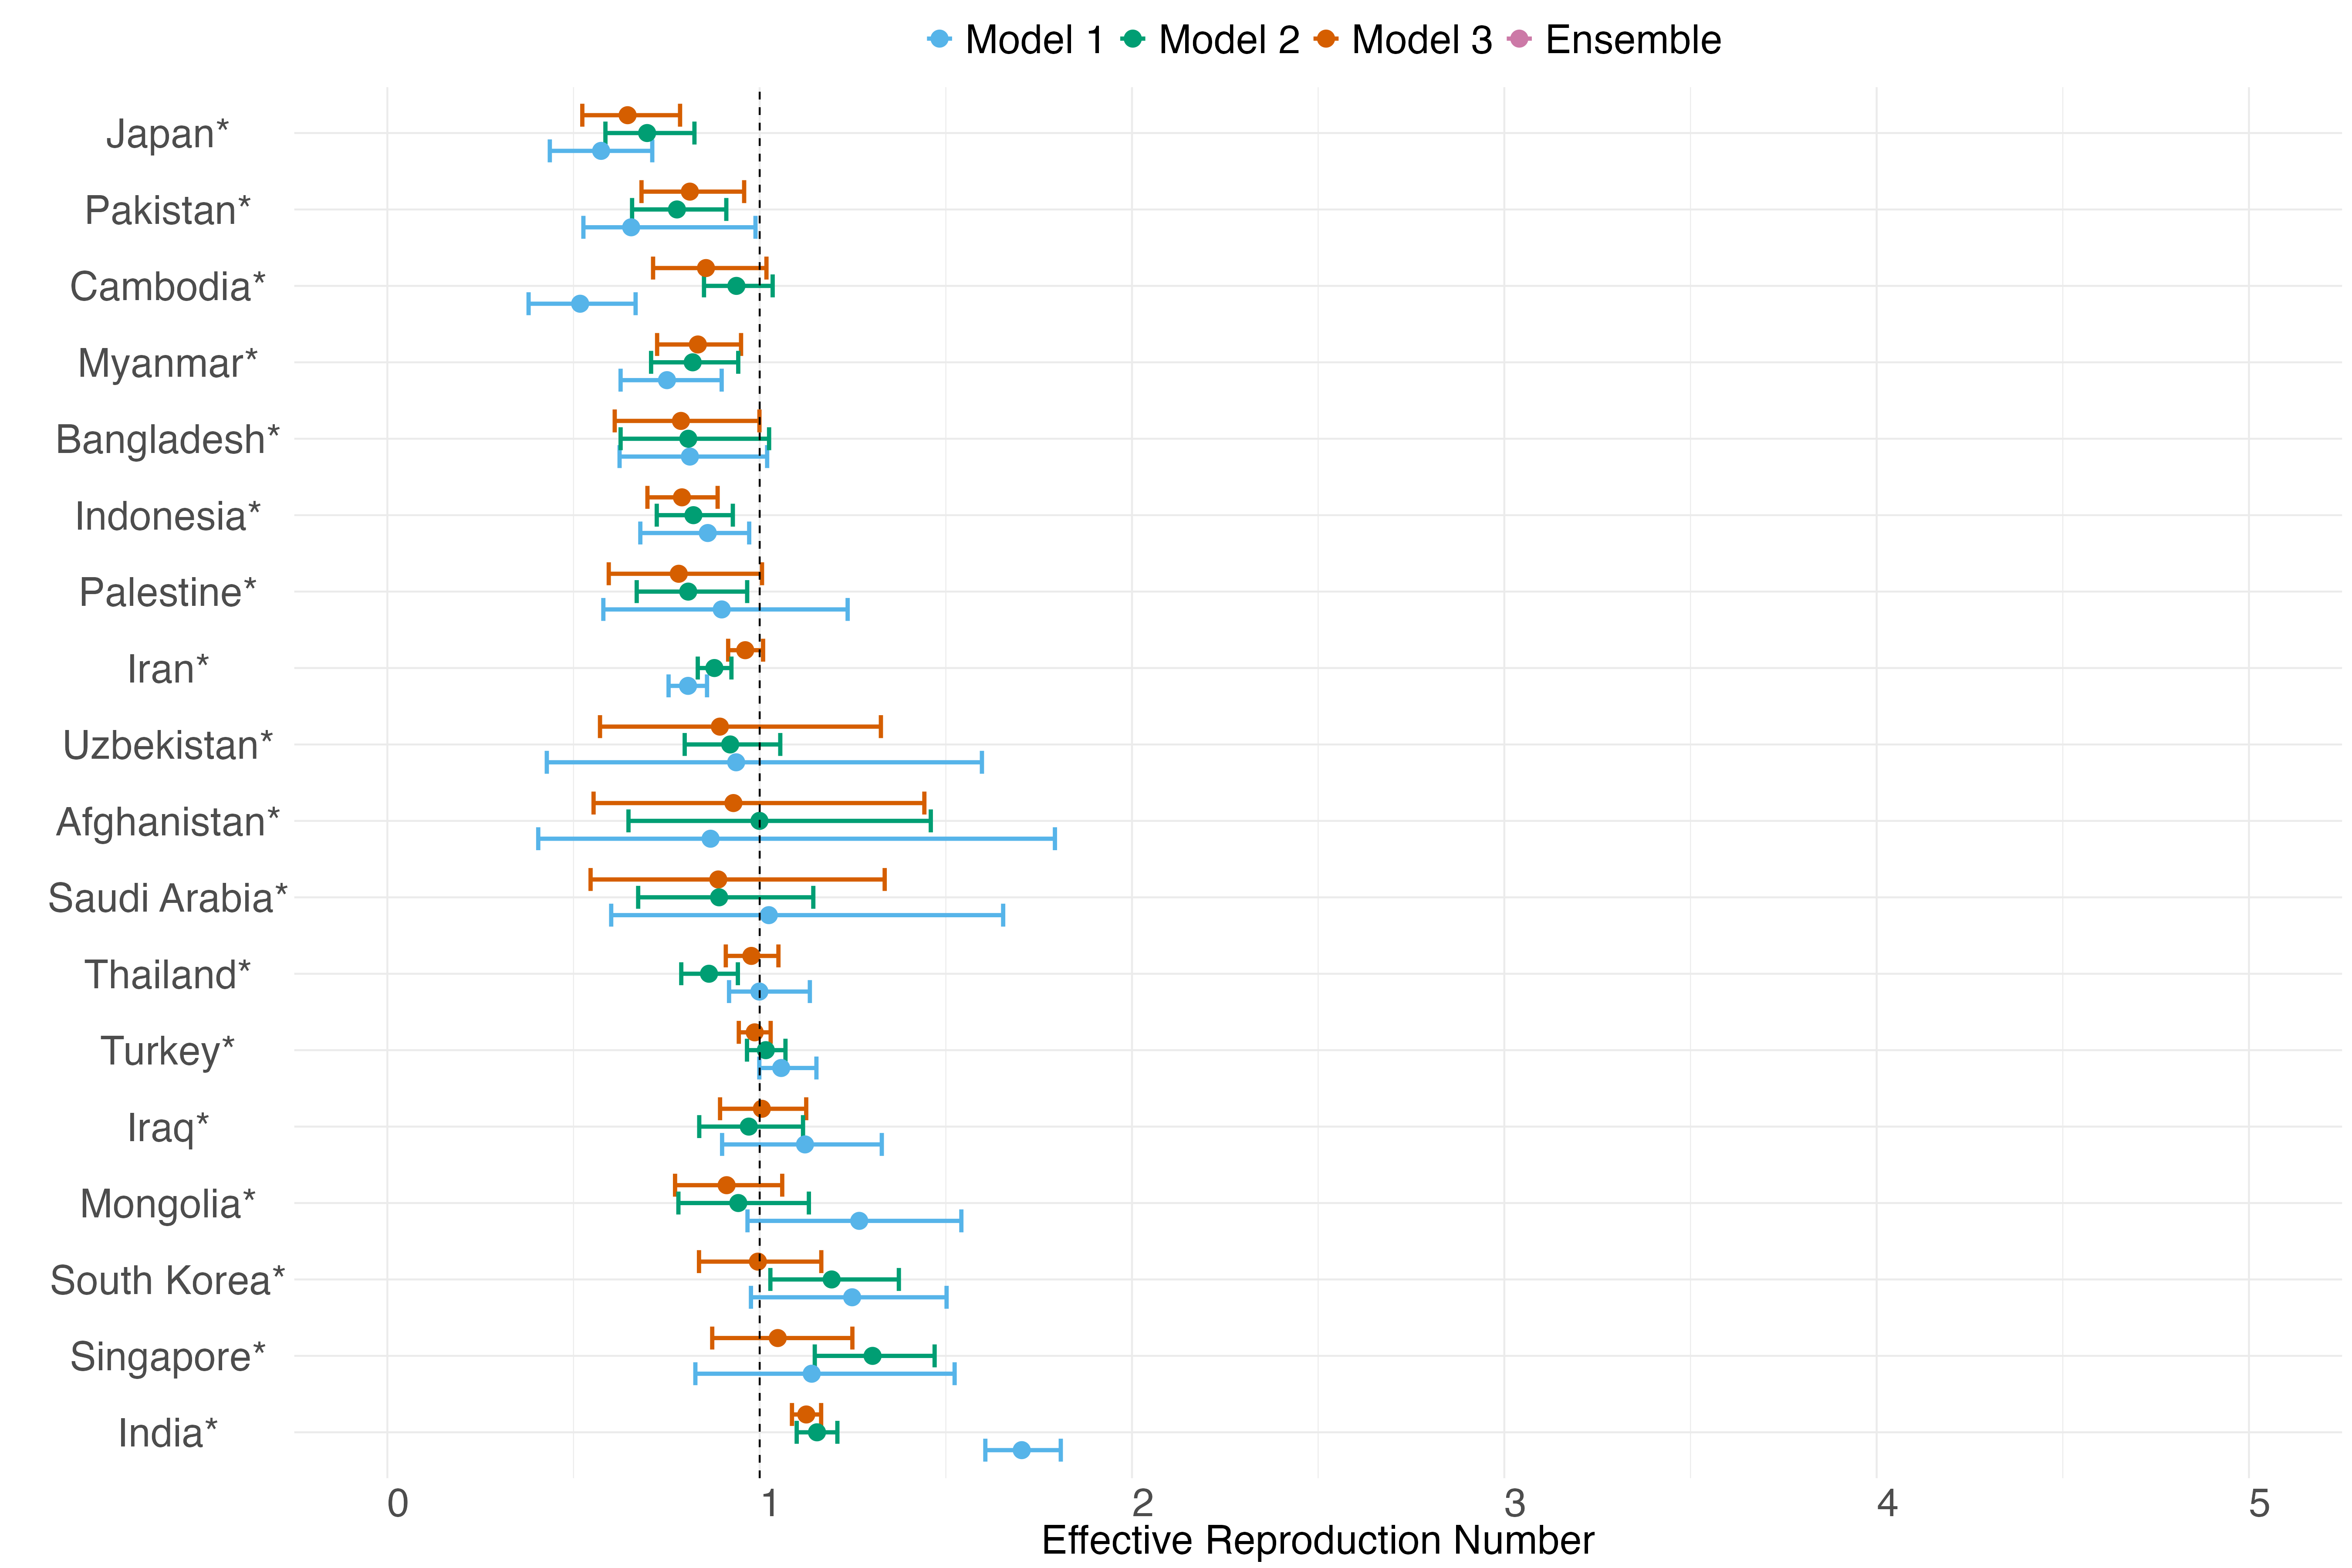 Model 1 Model 2 Model 3 Ensemble
Japan*
Pakistan*
Cambodia*
Myanmar*
Bangladesh*
Indonesia*
Palestine*
Iran*
Uzbekistan*
Afghanistan*
Saudi Arabia*
Thailand*
Turkey*
Iraq*
Mongolia*
South Korea*
Singapore*
India*
0 1 2 3 4 5
Effective Reproduction Number